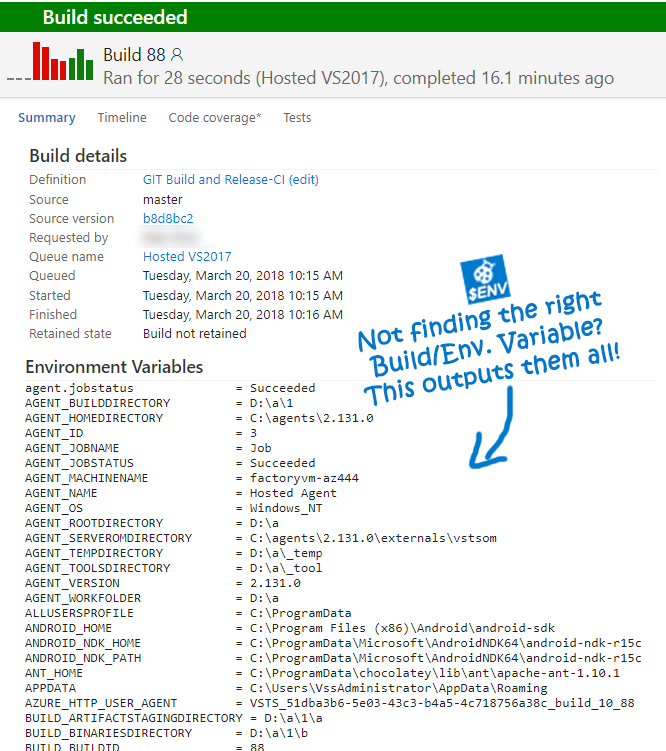 Build succeeded
Build 88
Ran for 28 seconds (Hosted VS2017), completed 16.1 minutes ago
Summary Timeline Code coverage* Tests
Build details
Definition GIT Build and Release-CI (edit)
Source master
Source version b8d8bc2
Requested by
Queue name Hosted VS2017
Queued Tuesday, March 20, 2018 10:15 AM
Started Tuesday, March 20, 2018 10:15 AM
Finished Tuesday, March 20, 2018 10:16 AM
Retained state Build not retained
$ENV
Not finding the right
Build/Env. Variable?
This outputs them all!
Environment Variables
agent.jobstatus = Succeeded
AGENT_BUILDDIRECTORY = D:\a\1
AGENT_HOMEDIRECTORY = C:\agents\2.131.0
AGENT_ID = 3
AGENT_JOBNAME = Job
AGENT_JOBSTATUS = Succeeded
AGENT_MACHINENAME = factoryvm-az444
AGENT_NAME = Hosted Agent
AGENT_OS = Windows_NT
AGENT_ROOTDIRECTORY = D:\a
AGENT_SERVEROMDIRECTORY = C:\agents\2.131.0\externals\vstsom
AGENT_TEMPDIRECTORY = D:\a\_temp
AGENT_TOOLSDIRECTORY = D:\a\_tool
AGENT_VERSION = 2.131.0
AGENT_WORKFOLDER = D:\a
ALLUSERSPROFILE = C:\ProgramData
ANDROID_HOME = C:\Program Files (x86)\Android\android-sdk
ANDROID_NDK_HOME = C:\ProgramData\Microsoft\AndroidNDK64\android-ndk-r15c
ANDROID_NDK_PATH = C:\ProgramData\Microsoft\AndroidNDK64\android-ndk-r15c
ANT_HOME = C:\ProgramData\chocolatey\lib\ant\apache-ant-1.10.1
APPDATA = C:\Users\VssAdministrator\AppData\Roaming
AZURE_HTTP_USER_AGENT = VSTS_51dba3b6-5e03-43c3-b4a5-4c718756a38c_build_10_88
BUILD_ARTIFACTSTAGINGDIRECTORY = D:\a\1\a
BUILD_BINARIESDIRECTORY = D:\a\1\b
BUILD_BUILDID = 88